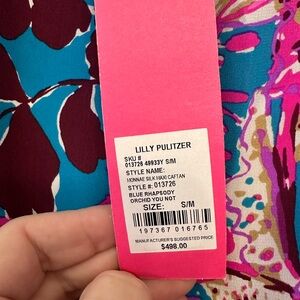 LILLY PULITZER
SKU #
013726 49933Y S/M
STYLE NAME:
MONNAE SILK MAXI CAFTAN
STYLE #: 013726
BLUE RHAPSODY
ORCHID YOU NOT
SIZE: S/M
197367 016765
MANUFACTURER'S SUGGESTED PRICE
$498.00